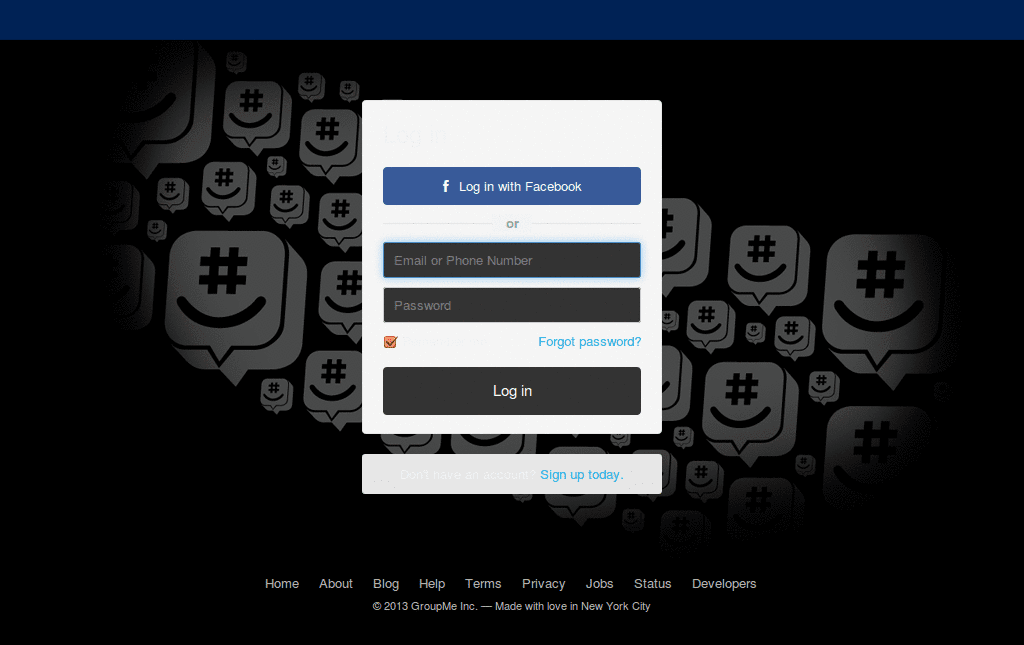 Log in
f Log in with Facebook
or
Email or Phone Number
Password
Forgot password?
Log in
Don't have an account? Sign up today.
Home About Blog Help Terms Privacy Jobs Status Developers
© 2013 GroupMe Inc. — Made with love in New York City